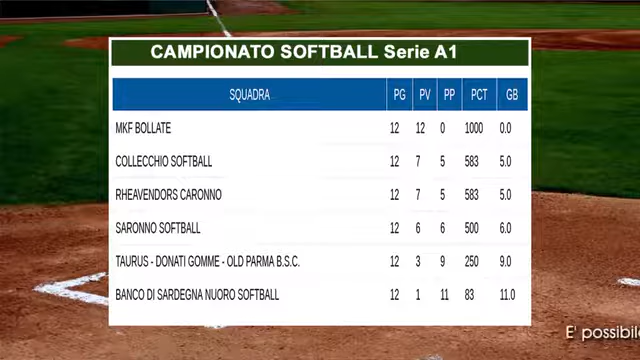 CAMPIONATO SOFTBALL Serie A1
SQUADRA PG PV PP PCT GB
MKF BOLLATE 12 12 0 1000 0.0
COLLECCHIO SOFTBALL 12 7 5 583 5.0
RHEAVENDORS CARONNO 12 7 5 583 5.0
SARONNO SOFTBALL 12 6 6 500 6.0
TAURUS - DONATI GOMME - OLD PARMA B.S.C. 12 3 9 250 9.0
BANCO DI SARDEGNA NUORO SOFTBALL 12 1 11 83 11.0
E' possibile